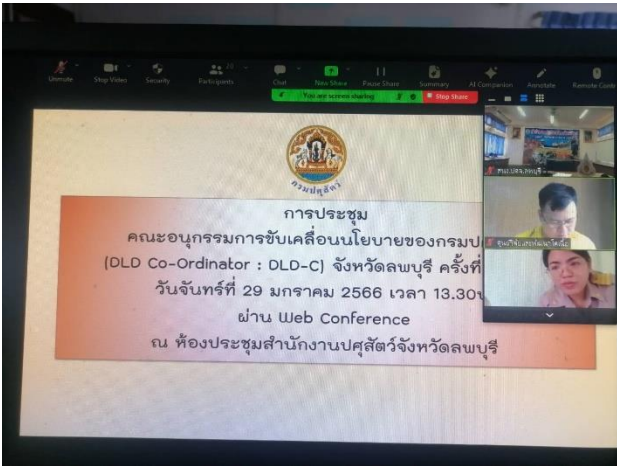 Unmute Stop Video Security Participants 20 Chat New Share Pause Share Summary AI Companion Annotate Remote Contr
You are screen sharing Stop Share
กรมปศุสัตว์
การประชุม
คณะอนุกรรมการขับเคลื่อนนโยบายของกรมป
(DLD Co-Ordinator : DLD-C) จังหวัดลพบุรี ครั้งที่
วันจันทร์ที่ 29 มกราคม 2566 เวลา 13.30
ผ่าน Web Conference
ณ ห้องประชุมสำนักงานปศุสัตว์จังหวัดลพบุรี